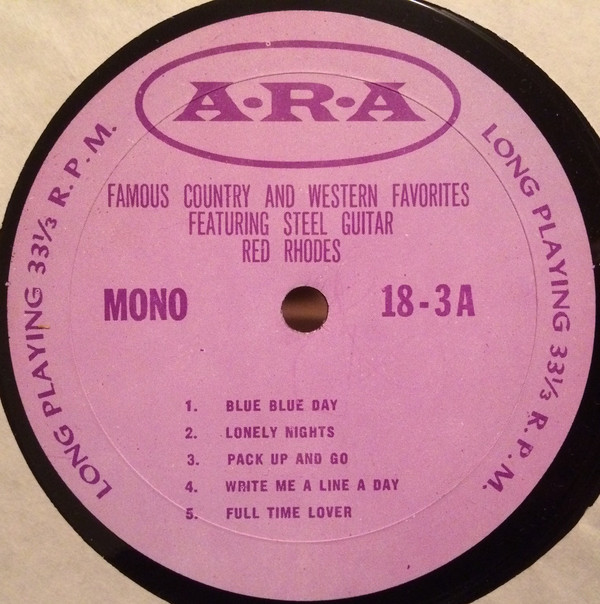 A·R·A
FAMOUS COUNTRY AND WESTERN FAVORITES
FEATURING STEEL GUITAR
RED RHODES
MONO
18-3A
1. BLUE BLUE DAY
2. LONELY NIGHTS
3. PACK UP AND GO
4. WRITE ME A LINE A DAY
5. FULL TIME LOVER
LONG PLAYING 33⅓ R.P.M.
LONG PLAYING 33⅓ R.P.M.